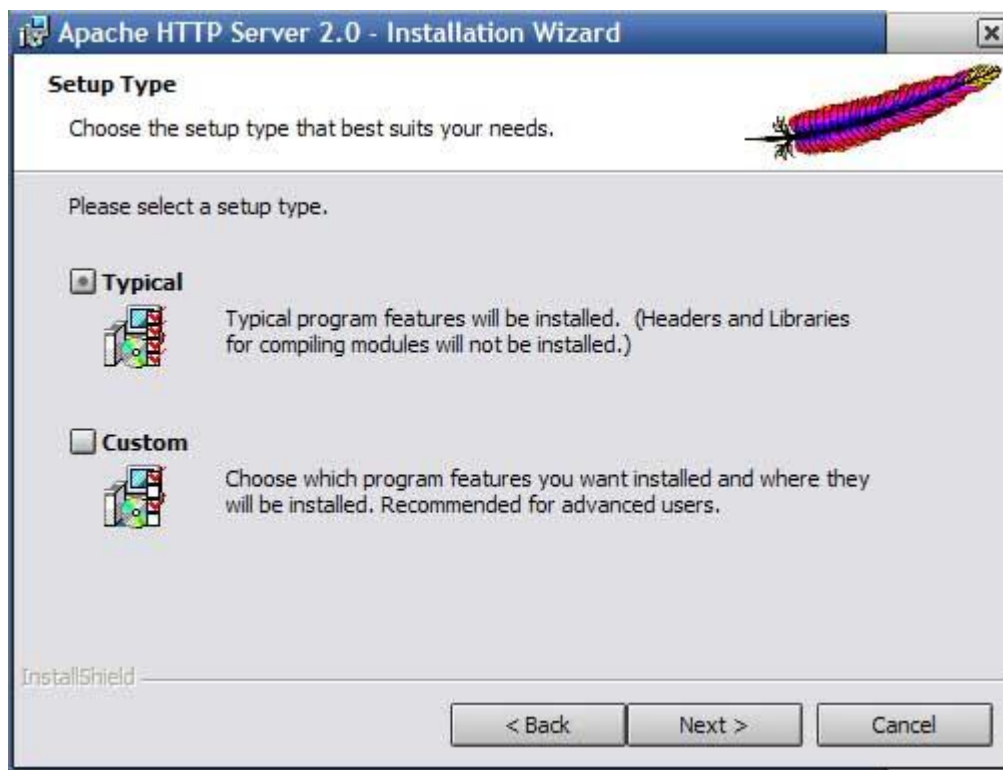 Apache HTTP Server 2.0 - Installation Wizard
Setup Type
Choose the setup type that best suits your needs.
Please select a setup type.
Typical
Typical program features will be installed. (Headers and Libraries
for compiling modules will not be installed.)
Custom
Choose which program features you want installed and where they
will be installed. Recommended for advanced users.
InstallShield
< Back
Next >
Cancel